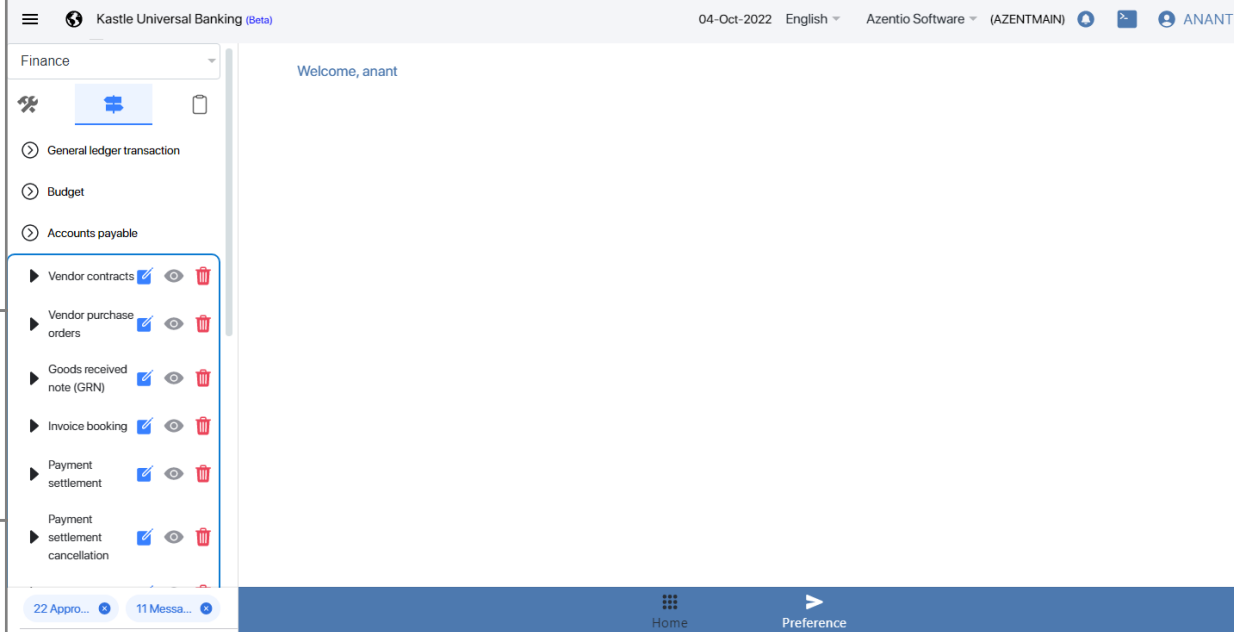 Kastle Universal Banking (Beta)
04-Oct-2022 English Azentio Software (AZENTMAIN) ANANT
Finance
Welcome, anant
General ledger transaction
Budget
Accounts payable
Vendor contracts
Vendor purchase
orders
Goods received
note (GRN)
Invoice booking
Payment
settlement
Payment
settlement
cancellation
22 Appro... 11 Messa...
Home Preference